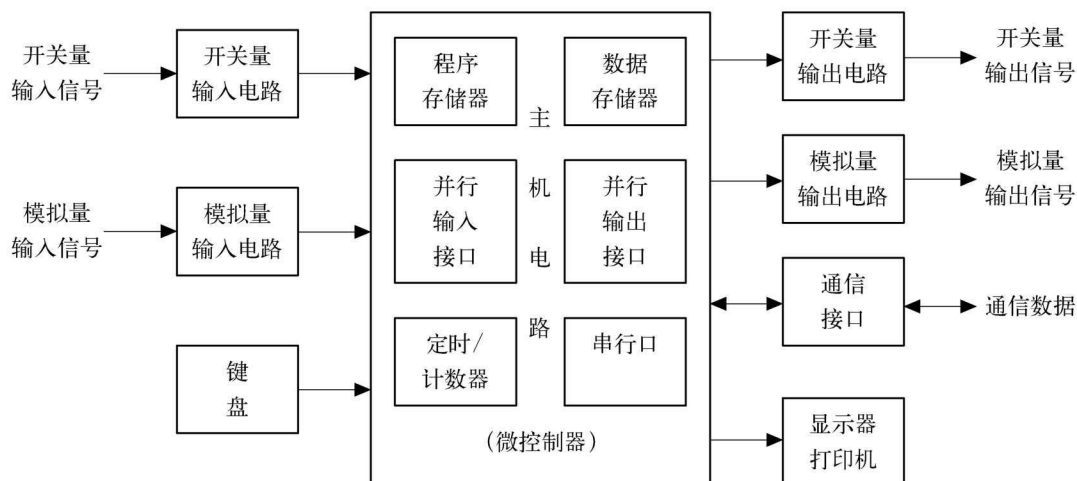 开关量
输入信号
开关量
输入电路
模拟量
输入信号
模拟量
输入电路
键
盘
程序
存储器
数据
存储器
主
机
电
路
并行
输入
接口
并行
输出
接口
定时/
计数器
串行口
（微控制器）
开关量
输出电路
开关量
输出信号
模拟量
输出电路
模拟量
输出信号
通信
接口
通信数据
显示器
打印机